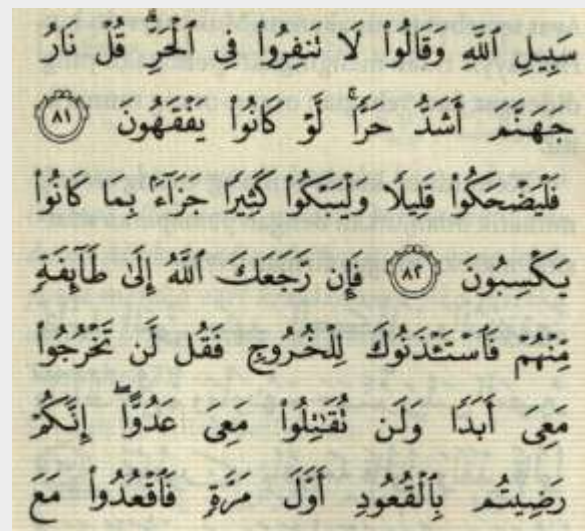 سَبِيلِ ٱللَّهِ وَقَالُوا۟ لَا تَنفِرُوا۟ فِى ٱلْحَرِّ ۗ قُلْ نَارُ
جَهَنَّمَ أَشَدُّ حَرًّا ۚ لَّوْ كَانُوا۟ يَفْقَهُونَ ٨١
فَلْيَضْحَكُوا۟ قَلِيلًا وَلْيَبْكُوا۟ كَثِيرًا جَزَآءًۢ بِمَا كَانُوا۟
يَكْسِبُونَ ٨٢ فَإِن رَّجَعَكَ ٱللَّهُ إِلَىٰ طَآئِفَةٍ
مِّنْهُمْ فَٱسْتَـْٔذَنُوكَ لِلْخُرُوجِ فَقُل لَّن تَخْرُجُوا۟
مَعِىَ أَبَدًا وَلَن تُقَـٰتِلُوا۟ مَعِىَ عَدُوًّا ۖ إِنَّكُمْ
رَضِيتُم بِٱلْقُعُودِ أَوَّلَ مَرَّةٍ فَٱقْعُدُوا۟ مَعَ